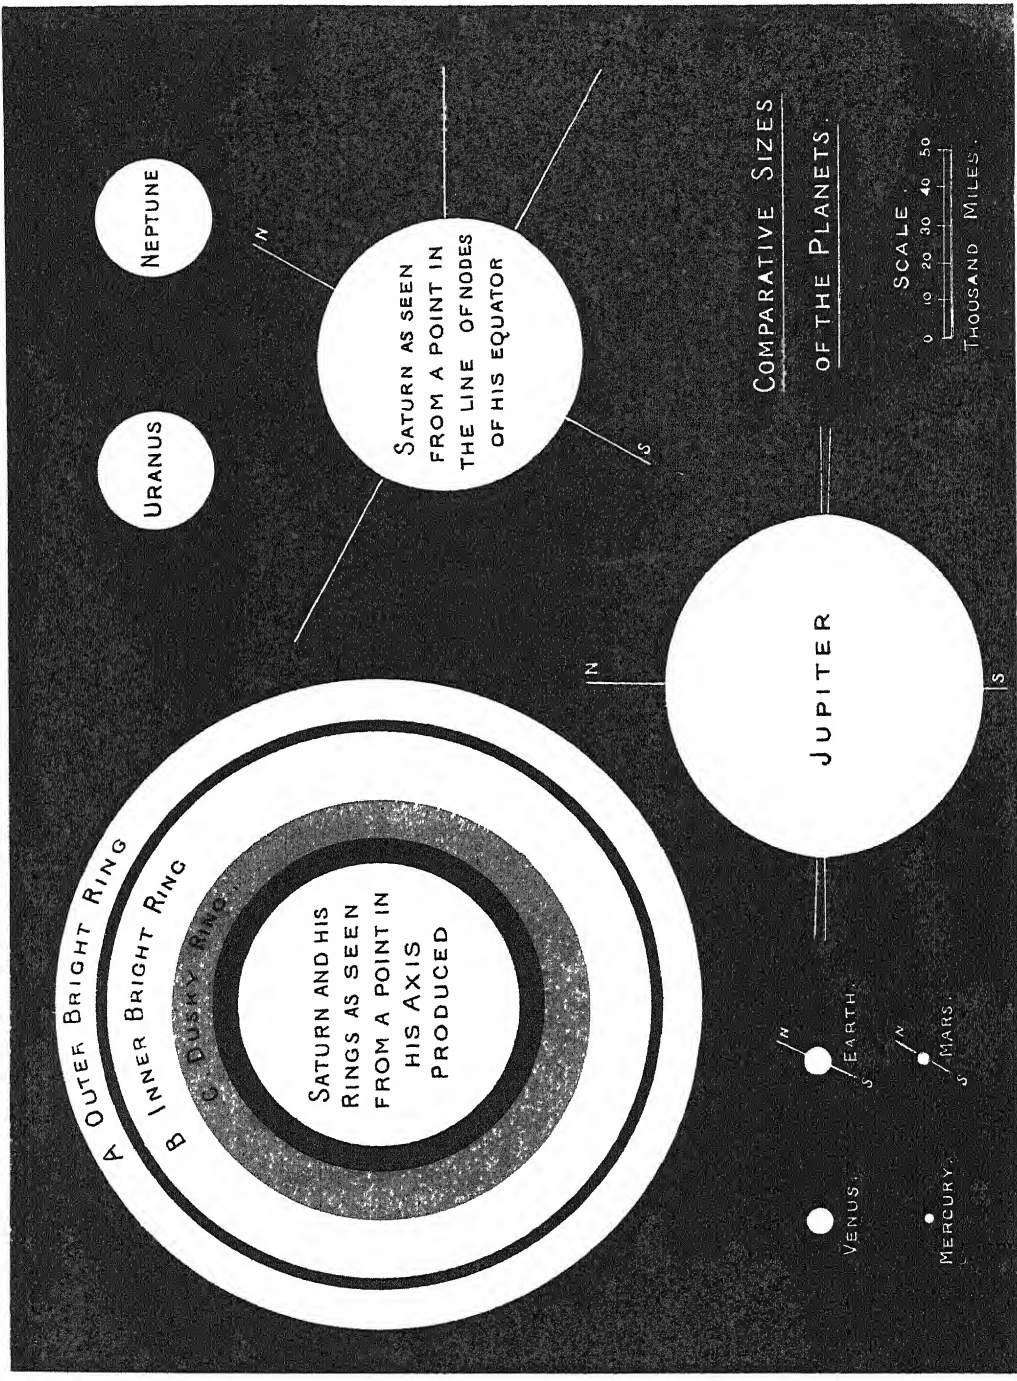 A OUTER BRIGHT RING
B INNER BRIGHT RING
C DUSKY RING.
SATURN AND HIS
RINGS AS SEEN
FROM A POINT IN
HIS AXIS
PRODUCED
URANUS
NEPTUNE
N
SATURN AS SEEN
FROM A POINT IN
THE LINE OF NODES
OF HIS EQUATOR
S
COMPARATIVE SIZES
OF THE PLANETS.
SCALE.
0 10 20 30 40 50
THOUSAND MILES.
N
JUPITER
S
VENUS.
N
EARTH.
S
MERCURY.
N
MARS.
S